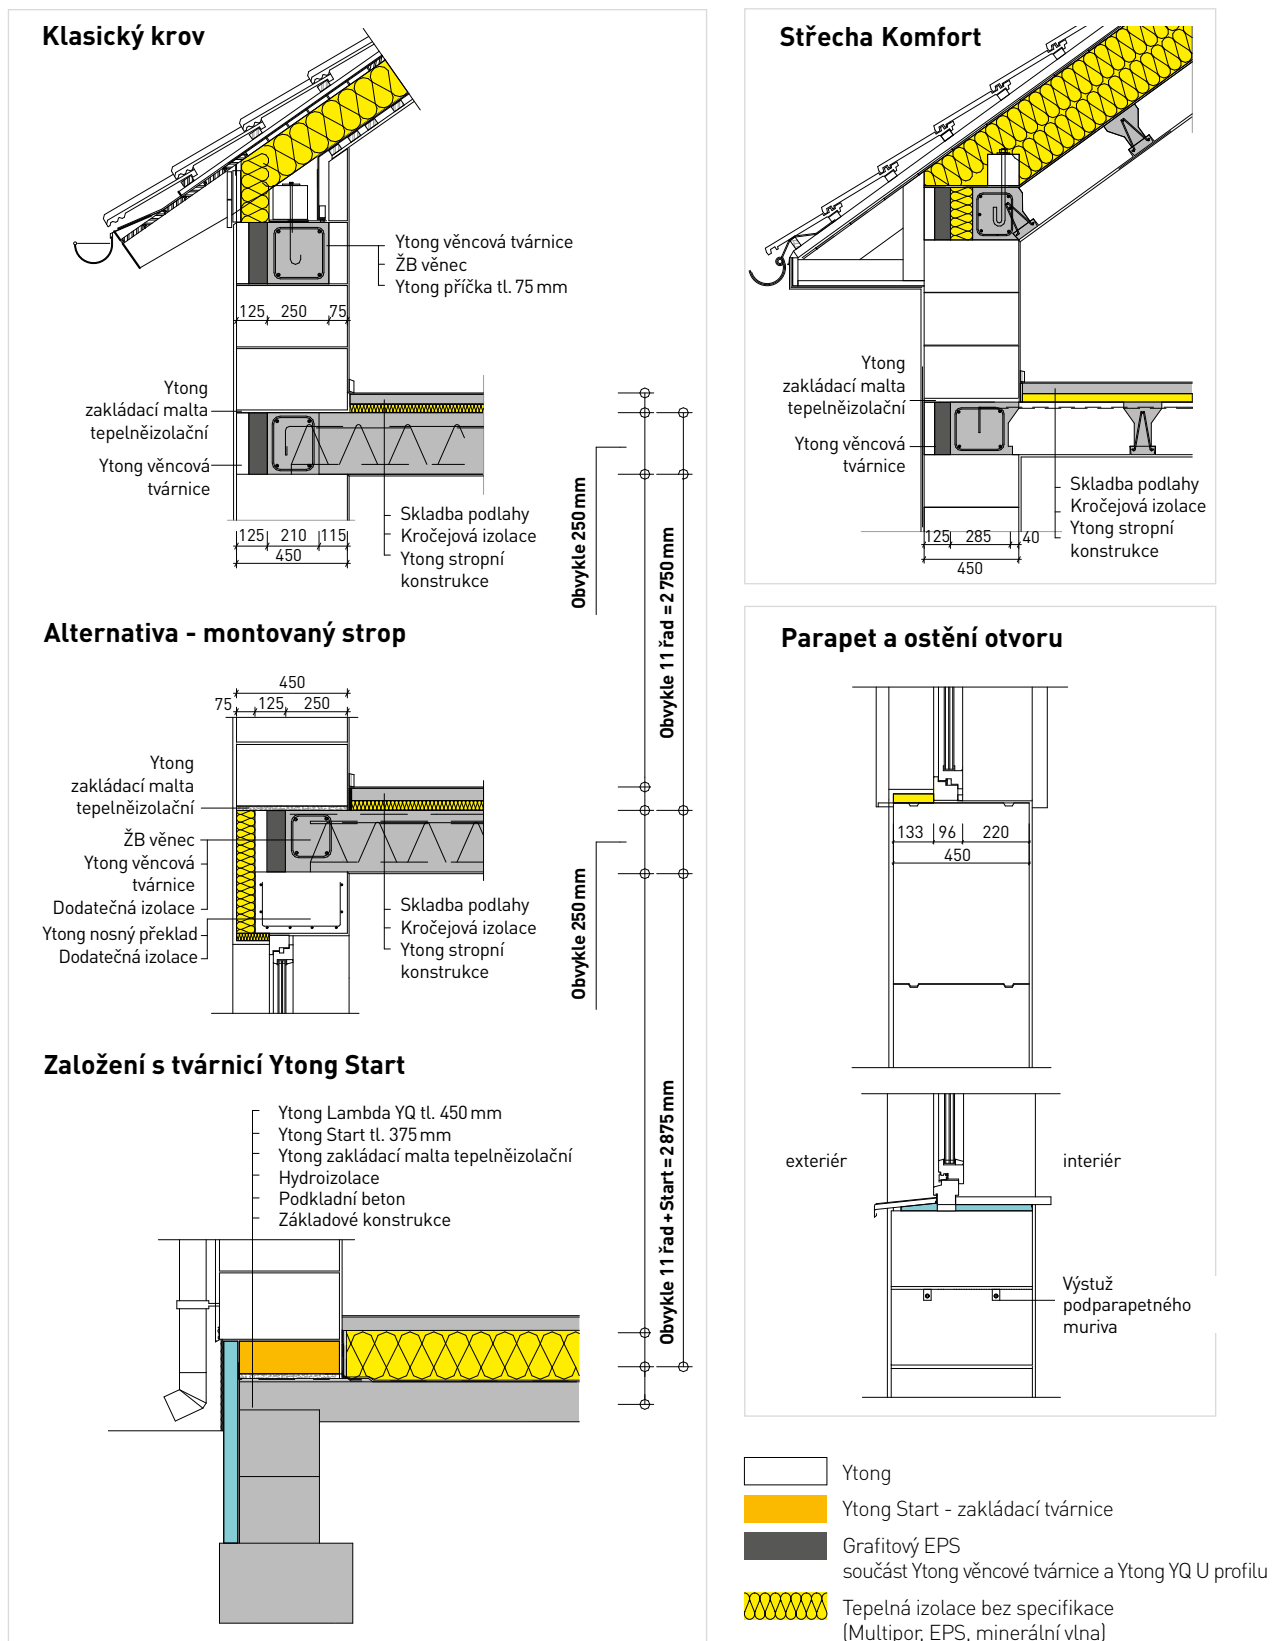 Klasický krov
Ytong věncová tvárnice
ŽB věnec
Ytong příčka tl. 75 mm
125 250 75
Ytong
zakládací malta
tepelněizolační
Ytong věncová
tvárnice
Skladba podlahy
Kročejová izolace
Ytong stropní
konstrukce
125 210 115
450
Obvykle 250 mm
Obvykle 11 řad = 2 750 mm
Alternativa - montovaný strop
450
75 125 250
Ytong
zakládací malta
tepelněizolační
ŽB věnec
Ytong věncová
tvárnice
Dodatečná izolace
Ytong nosný překlad
Dodatečná izolace
Skladba podlahy
Kročejová izolace
Ytong stropní
konstrukce
Obvykle 250 mm
Obvykle 11 řad + Start = 2875 mm
Založení s tvárnicí Ytong Start
Ytong Lambda YQ tl. 450 mm
Ytong Start tl. 375 mm
Ytong zakládací malta tepelněizolační
Hydroizolace
Podkladní beton
Základové konstrukce
Střecha Komfort
Ytong
zakládací malta
tepelněizolační
Ytong věncová
tvárnice
Skladba podlahy
Kročejová izolace
Ytong stropní
konstrukce
125 285 40
450
Parapet a ostění otvoru
133 96 220
450
exteriér
interiér
Výstuž
podparapetného
muriva
Ytong
Ytong Start - zakládací tvárnice
Grafitový EPS
součást Ytong věncové tvárnice a Ytong YQ U profilu
Tepelná izolace bez specifikace
(Multipor, EPS, minerální vlna)